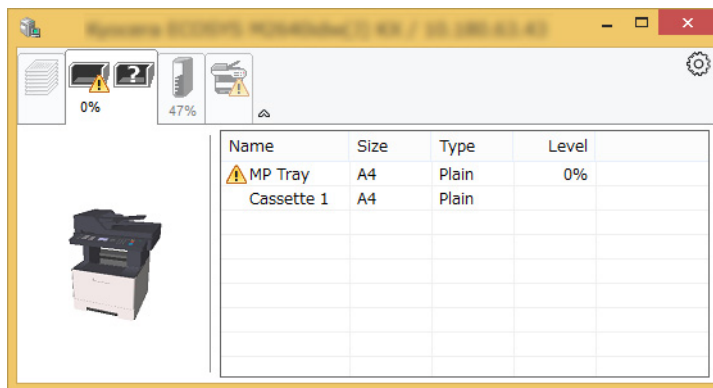 0%
47%
Name Size Type Level
MP Tray A4 Plain 0%
Cassette 1 A4 Plain